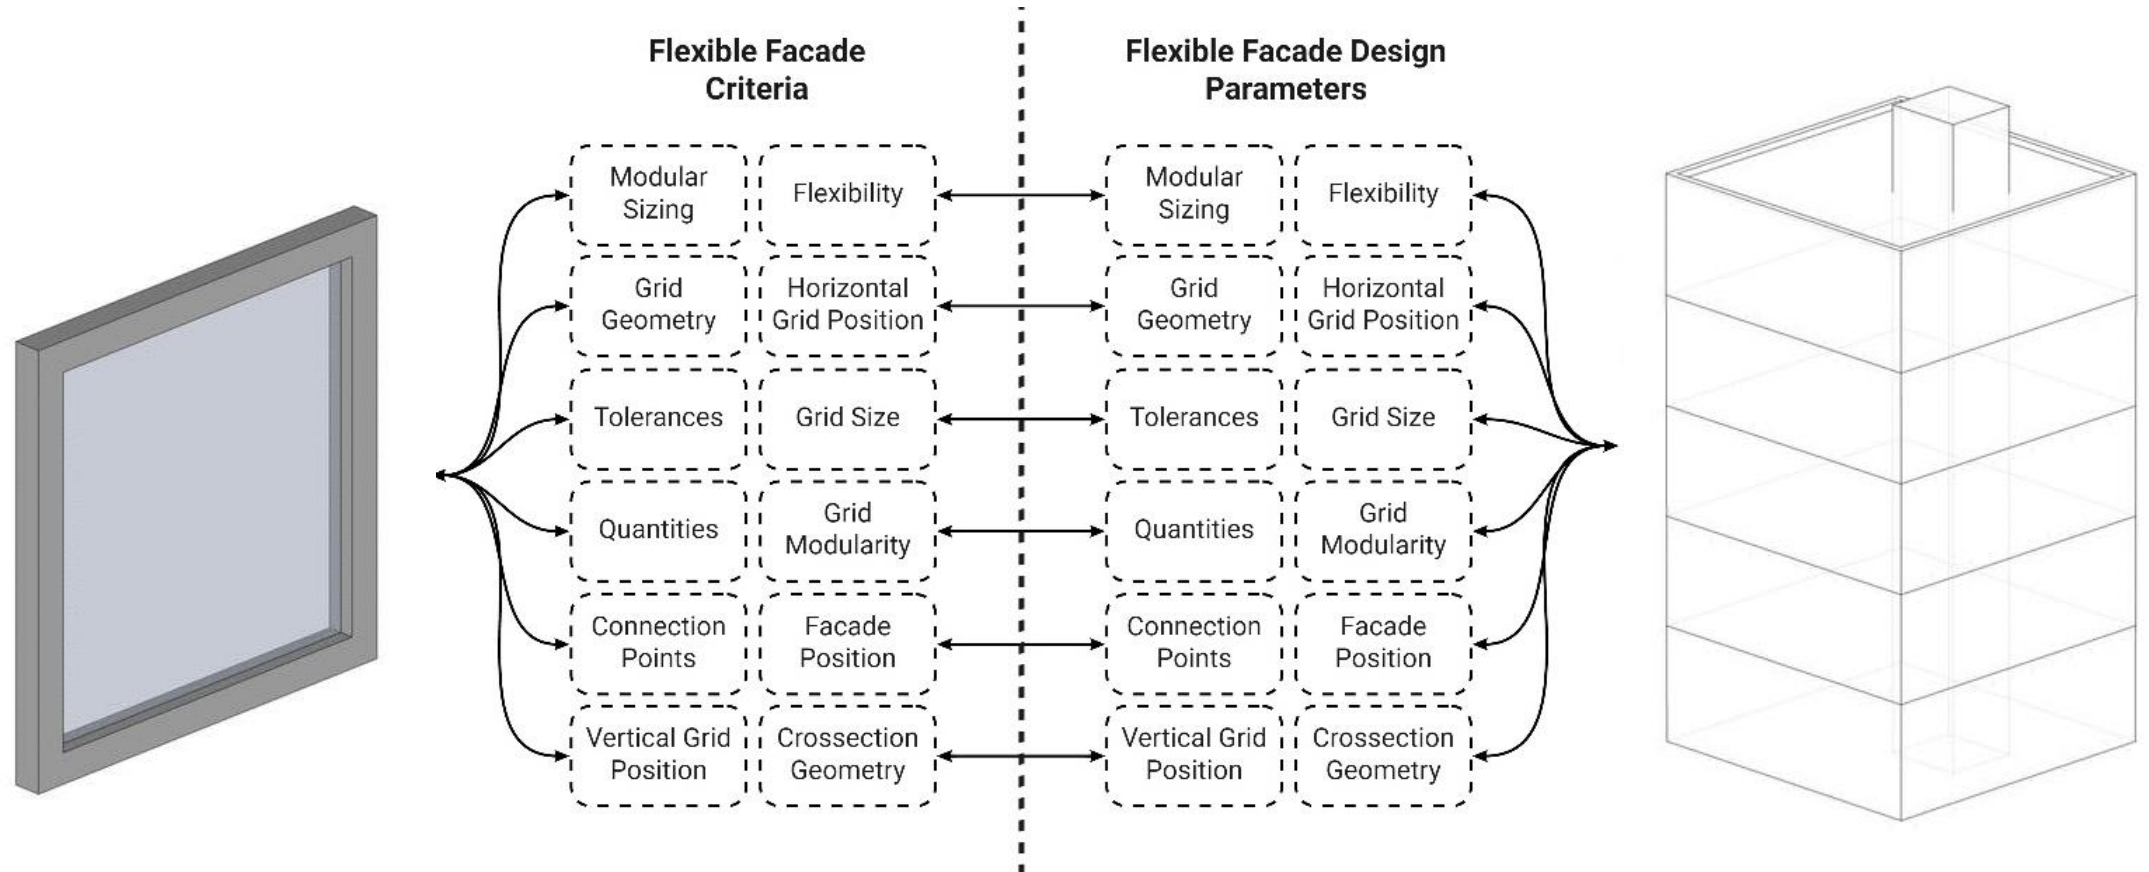 Flexible Facade
Criteria
Modular
Sizing
Flexibility
Grid
Geometry
Horizontal
Grid Position
Tolerances
Grid Size
Quantities
Grid
Modularity
Connection
Points
Facade
Position
Vertical Grid
Position
Crossection
Geometry
Flexible Facade Design
Parameters
Modular
Sizing
Flexibility
Grid
Geometry
Horizontal
Grid Position
Tolerances
Grid Size
Quantities
Grid
Modularity
Connection
Points
Facade
Position
Vertical Grid
Position
Crossection
Geometry